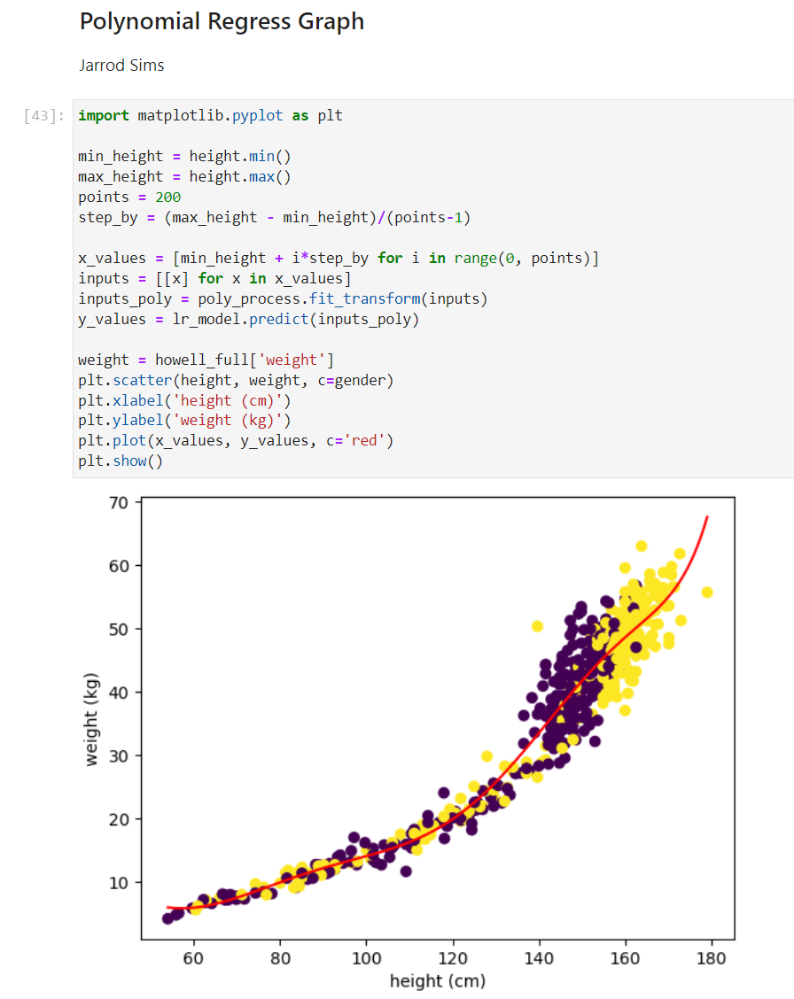 Polynomial Regress Graph
Jarrod Sims
[43]:
import matplotlib.pyplot as plt
min_height = height.min()
max_height = height.max()
points = 200
step_by = (max_height - min_height)/(points-1)
x_values = [min_height + i*step_by for i in range(0, points)]
inputs = [[x] for x in x_values]
inputs_poly = poly_process.fit_transform(inputs)
y_values = lr_model.predict(inputs_poly)
weight = howell_full['weight']
plt.scatter(height, weight, c=gender)
plt.xlabel('height (cm)')
plt.ylabel('weight (kg)')
plt.plot(x_values, y_values, c='red')
plt.show()
70
60
50
40
30
20
10
weight (kg)
60 80 100 120 140 160 180
height (cm)